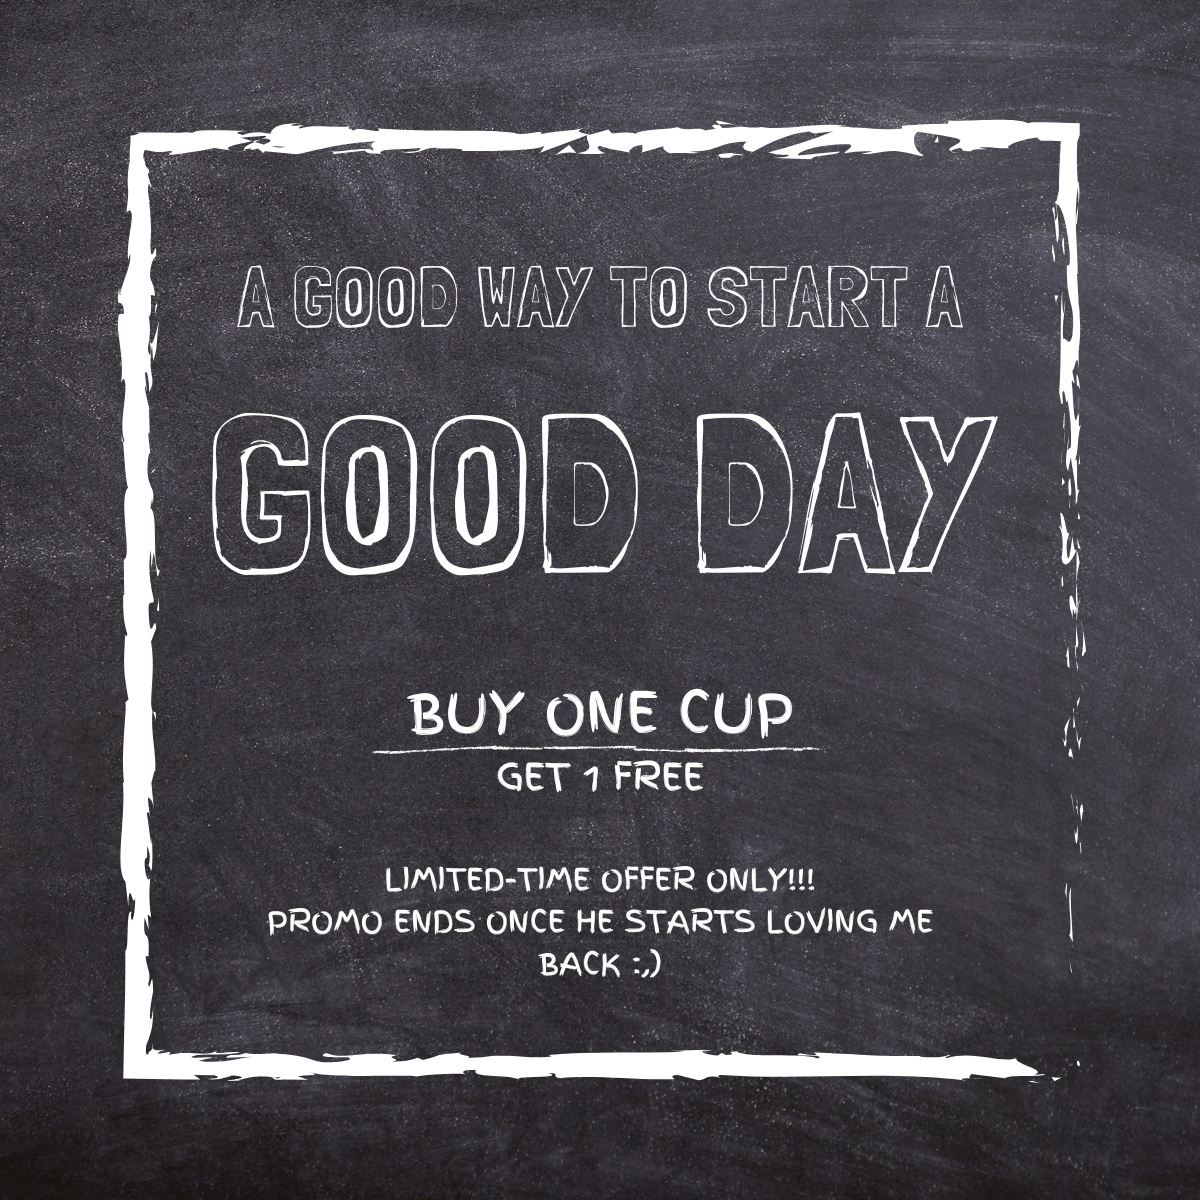 A GOOD WAY TO START A
GOOD DAY
BUY ONE CUP
GET 1 FREE
LIMITED-TIME OFFER ONLY!!!
PROMO ENDS ONCE HE STARTS LOVING ME
BACK :,)